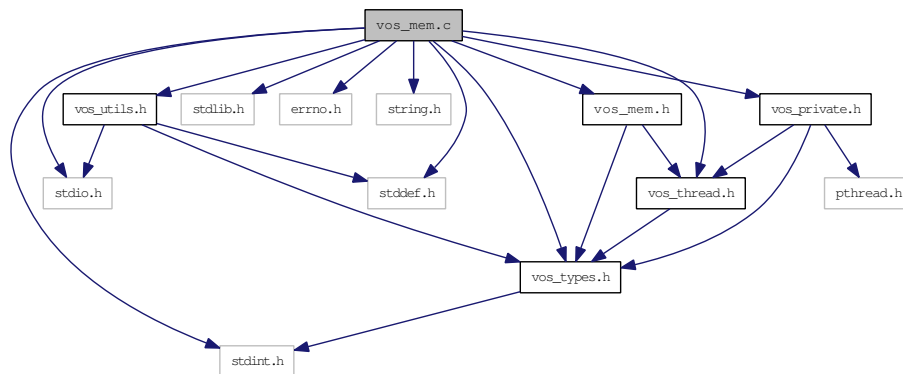 vos_mem.c
vos_utils.h
stdlib.h
errno.h
string.h
vos_mem.h
vos_private.h
stdio.h
stddef.h
vos_thread.h
pthread.h
vos_types.h
stdint.h